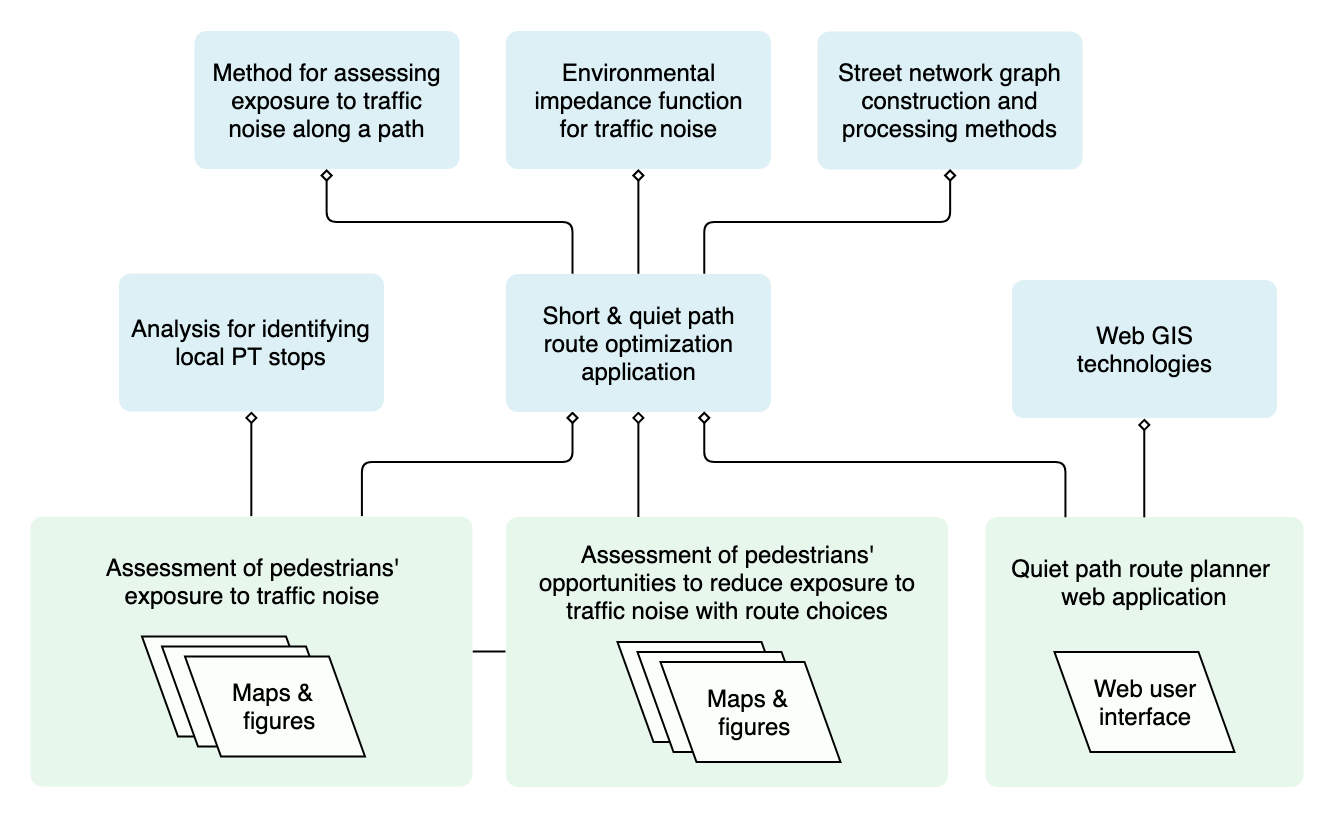 Method for assessing
exposure to traffic
noise along a path
Environmental
impedance function
for traffic noise
Street network graph
construction and
processing methods
Analysis for identifying
local PT stops
Short & quiet path
route optimization
application
Web GIS
technologies
Assessment of pedestrians'
exposure to traffic noise
Maps &
figures
Assessment of pedestrians'
opportunities to reduce exposure to
traffic noise with route choices
Maps &
figures
Quiet path route planner
web application
Web user
interface